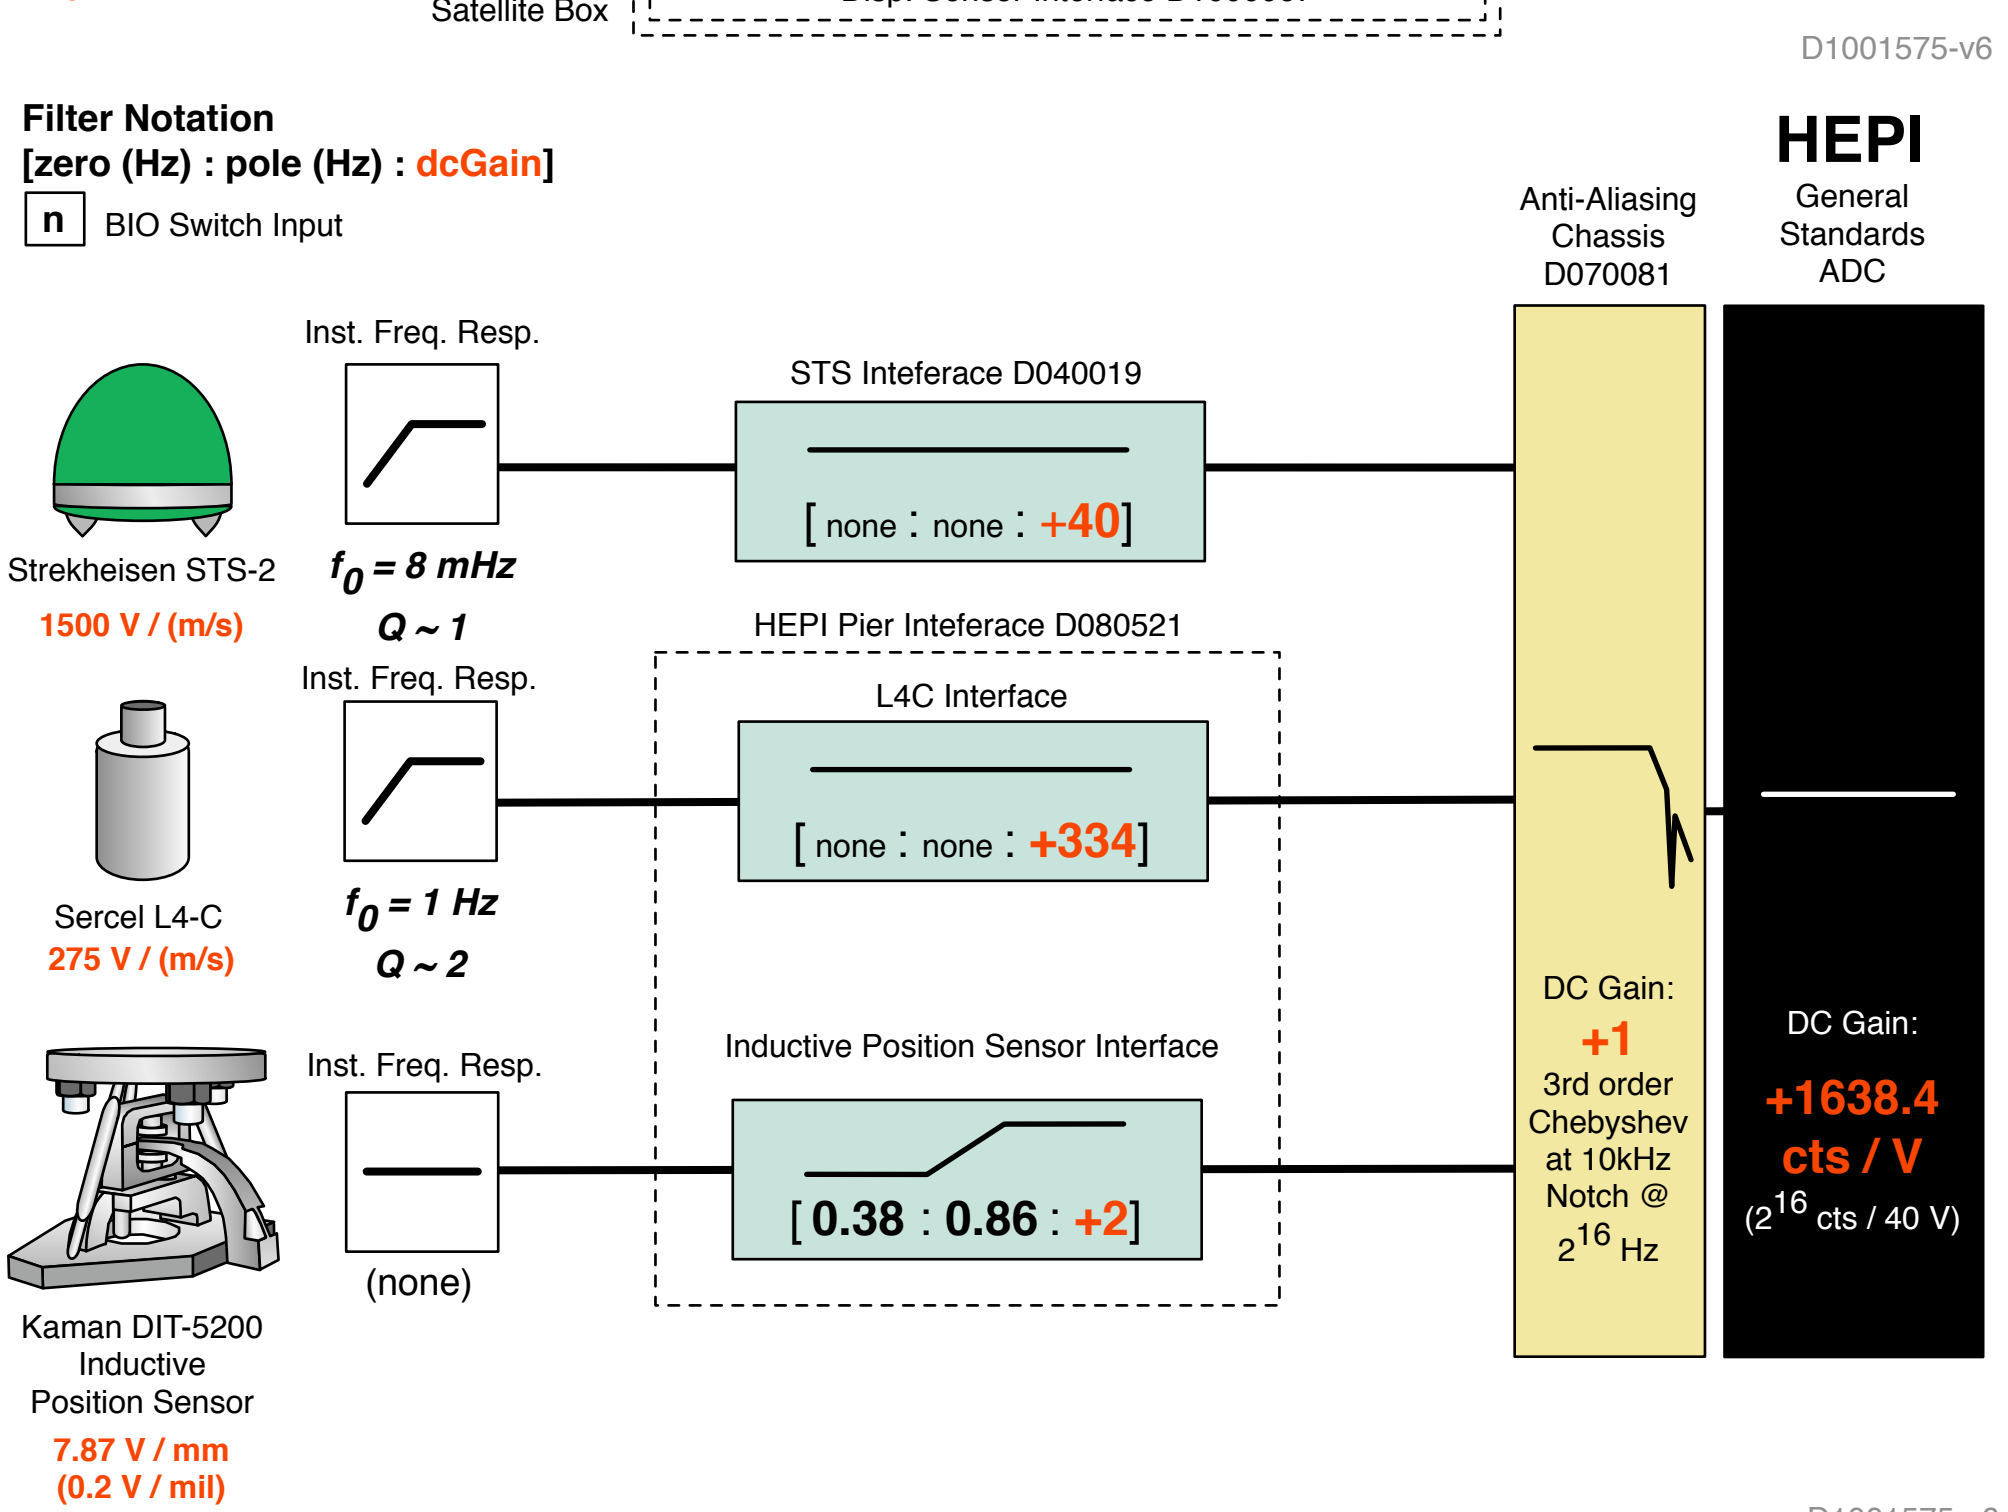 Satellite Box
D1001575-v6
Filter Notation
[zero (Hz) : pole (Hz) : dcGain]
n BIO Switch Input
HEPI
General
Standards
ADC
Anti-Aliasing
Chassis
D070081
Inst. Freq. Resp.
STS Inteferace D040019
[ none : none : +40]
Strekheisen STS-2
1500 V / (m/s)
f0 = 8 mHz
Q ~ 1
HEPI Pier Inteferace D080521
Inst. Freq. Resp.
L4C Interface
[ none : none : +334]
Sercel L4-C
275 V / (m/s)
f0 = 1 Hz
Q ~ 2
Inst. Freq. Resp.
Inductive Position Sensor Interface
[ 0.38 : 0.86 : +2]
(none)
Kaman DIT-5200
Inductive
Position Sensor
7.87 V / mm
(0.2 V / mil)
DC Gain:
+1
3rd order
Chebyshev
at 10kHz
Notch @
2^16 Hz
DC Gain:
+1638.4
cts / V
(2^16 cts / 40 V)